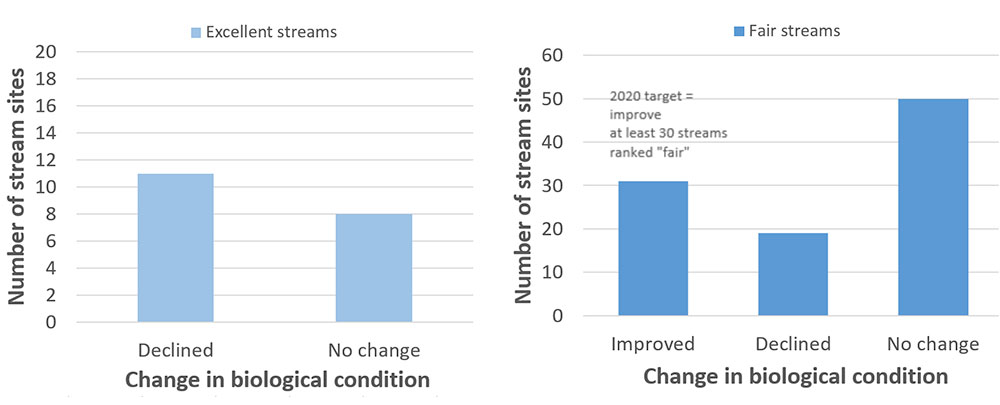 Excellent streams
Number of stream sites
20
18
16
14
12
10
8
6
4
2
0
Declined
No change
Change in biological condition
Fair streams
Number of stream sites
60
50
40
30
20
10
0
2020 target =
improve
at least 30 streams
ranked "fair"
Improved
Declined
No change
Change in biological condition